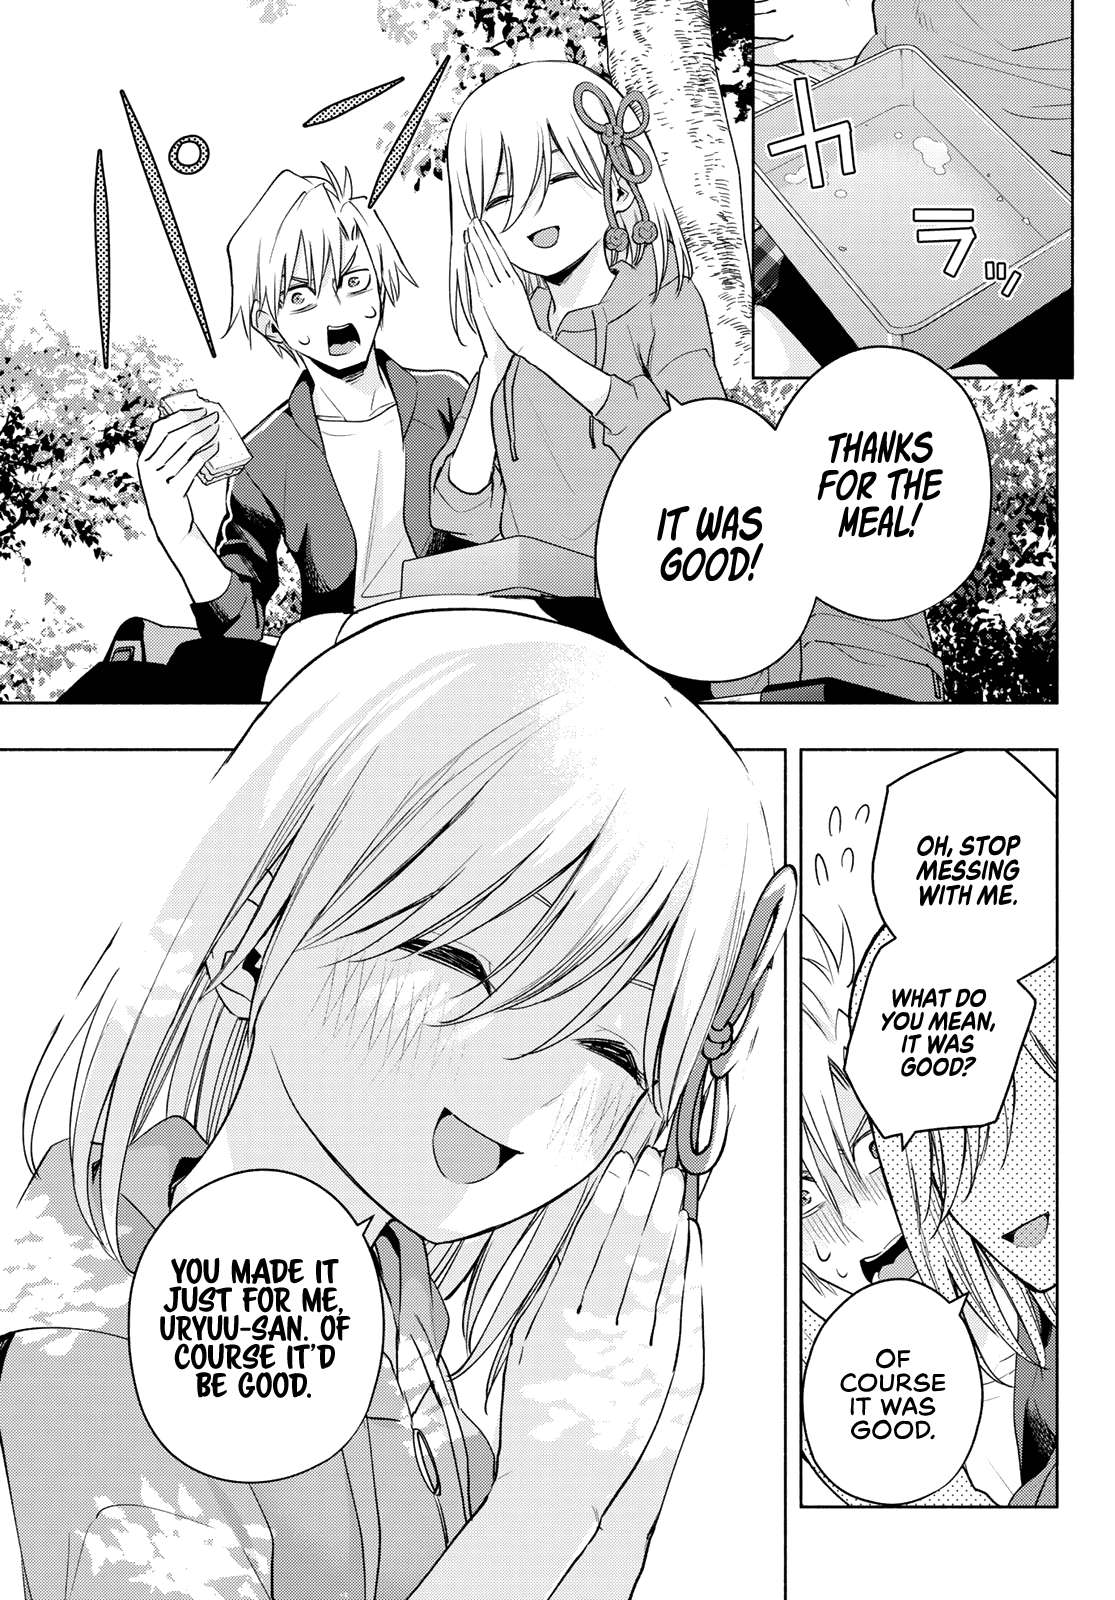 カラッ
THANKS
FOR THE
MEAL!
IT WAS
GOOD!
OH, STOP
MESSING
WITH ME.
WHAT DO
YOU MEAN,
IT WAS
GOOD?
OF
COURSE
IT WAS
GOOD.
YOU MADE IT
JUST FOR ME,
URYUU-SAN. OF
COURSE IT'D
BE GOOD.